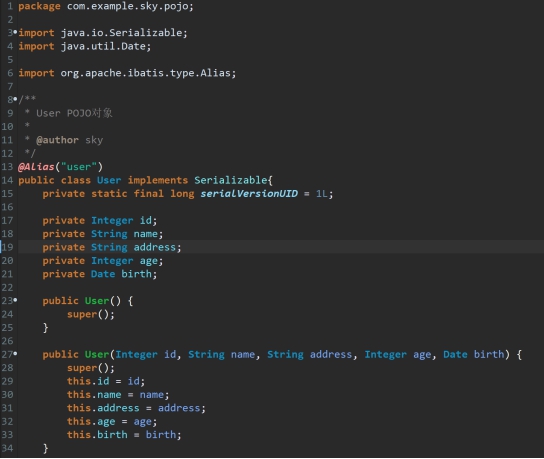 1 package com.example.sky.pojo;
2
3 import java.io.Serializable;
4 import java.util.Date;
5
6 import org.apache.ibatis.type.Alias;
7
8 /**
9  * User POJO对象
10  *
11  * @author sky
12  */
13 @Alias("user")
14 public class User implements Serializable{
15     private static final long serialVersionUID = 1L;
16
17     private Integer id;
18     private String name;
19     private String address;
20     private Integer age;
21     private Date birth;
22
23     public User() {
24         super();
25     }
26
27     public User(Integer id, String name, String address, Integer age, Date birth) {
28         super();
29         this.id = id;
30         this.name = name;
31         this.address = address;
32         this.age = age;
33         this.birth = birth;
34     }